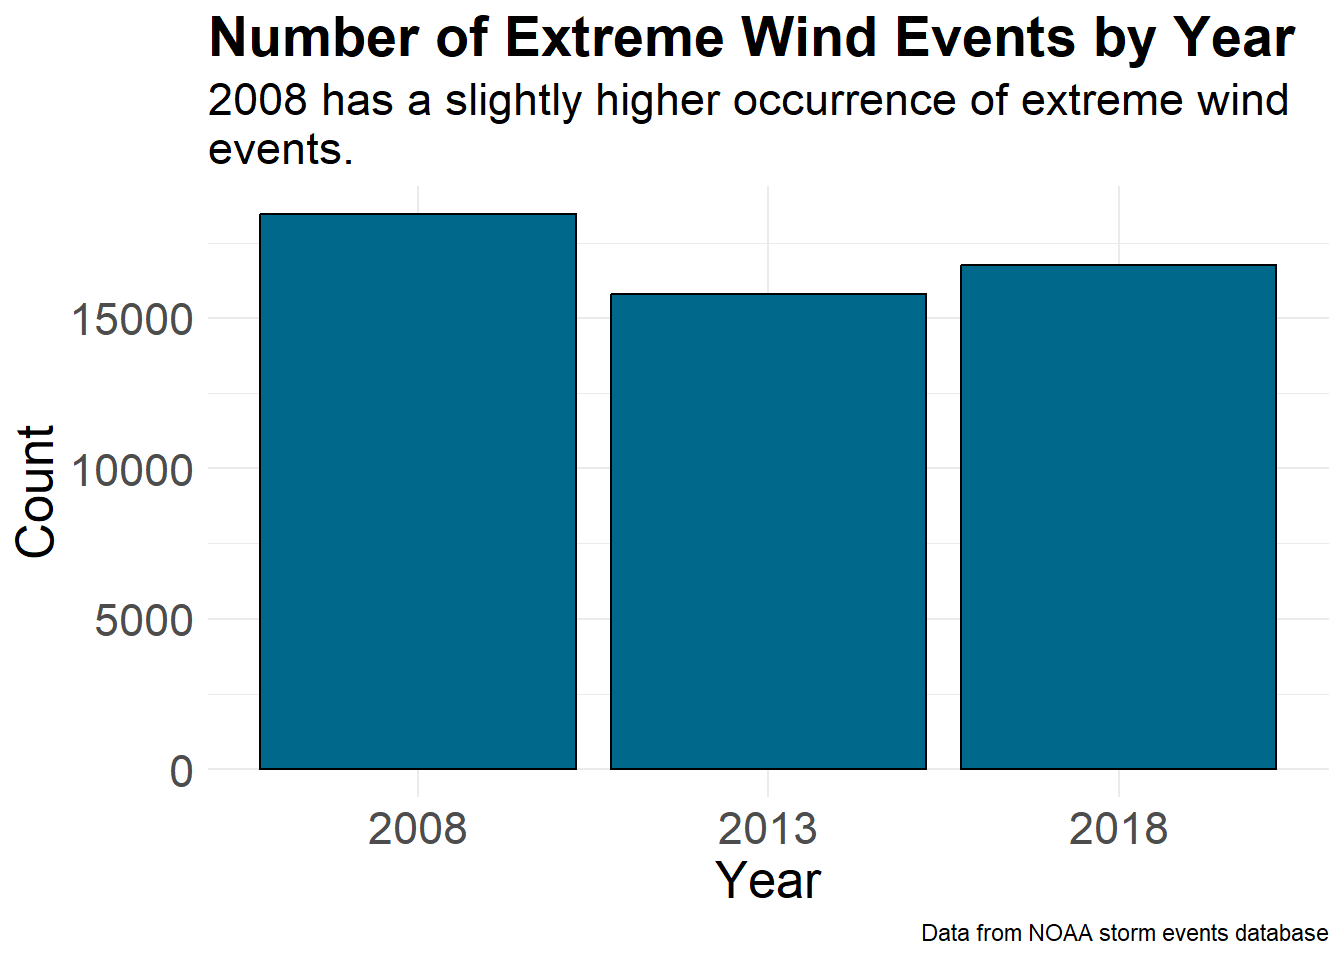 Number of Extreme Wind Events by Year
2008 has a slightly higher occurrence of extreme wind
events.
Count
15000
10000
5000
0
2008
2013
2018
Year
Data from NOAA storm events database